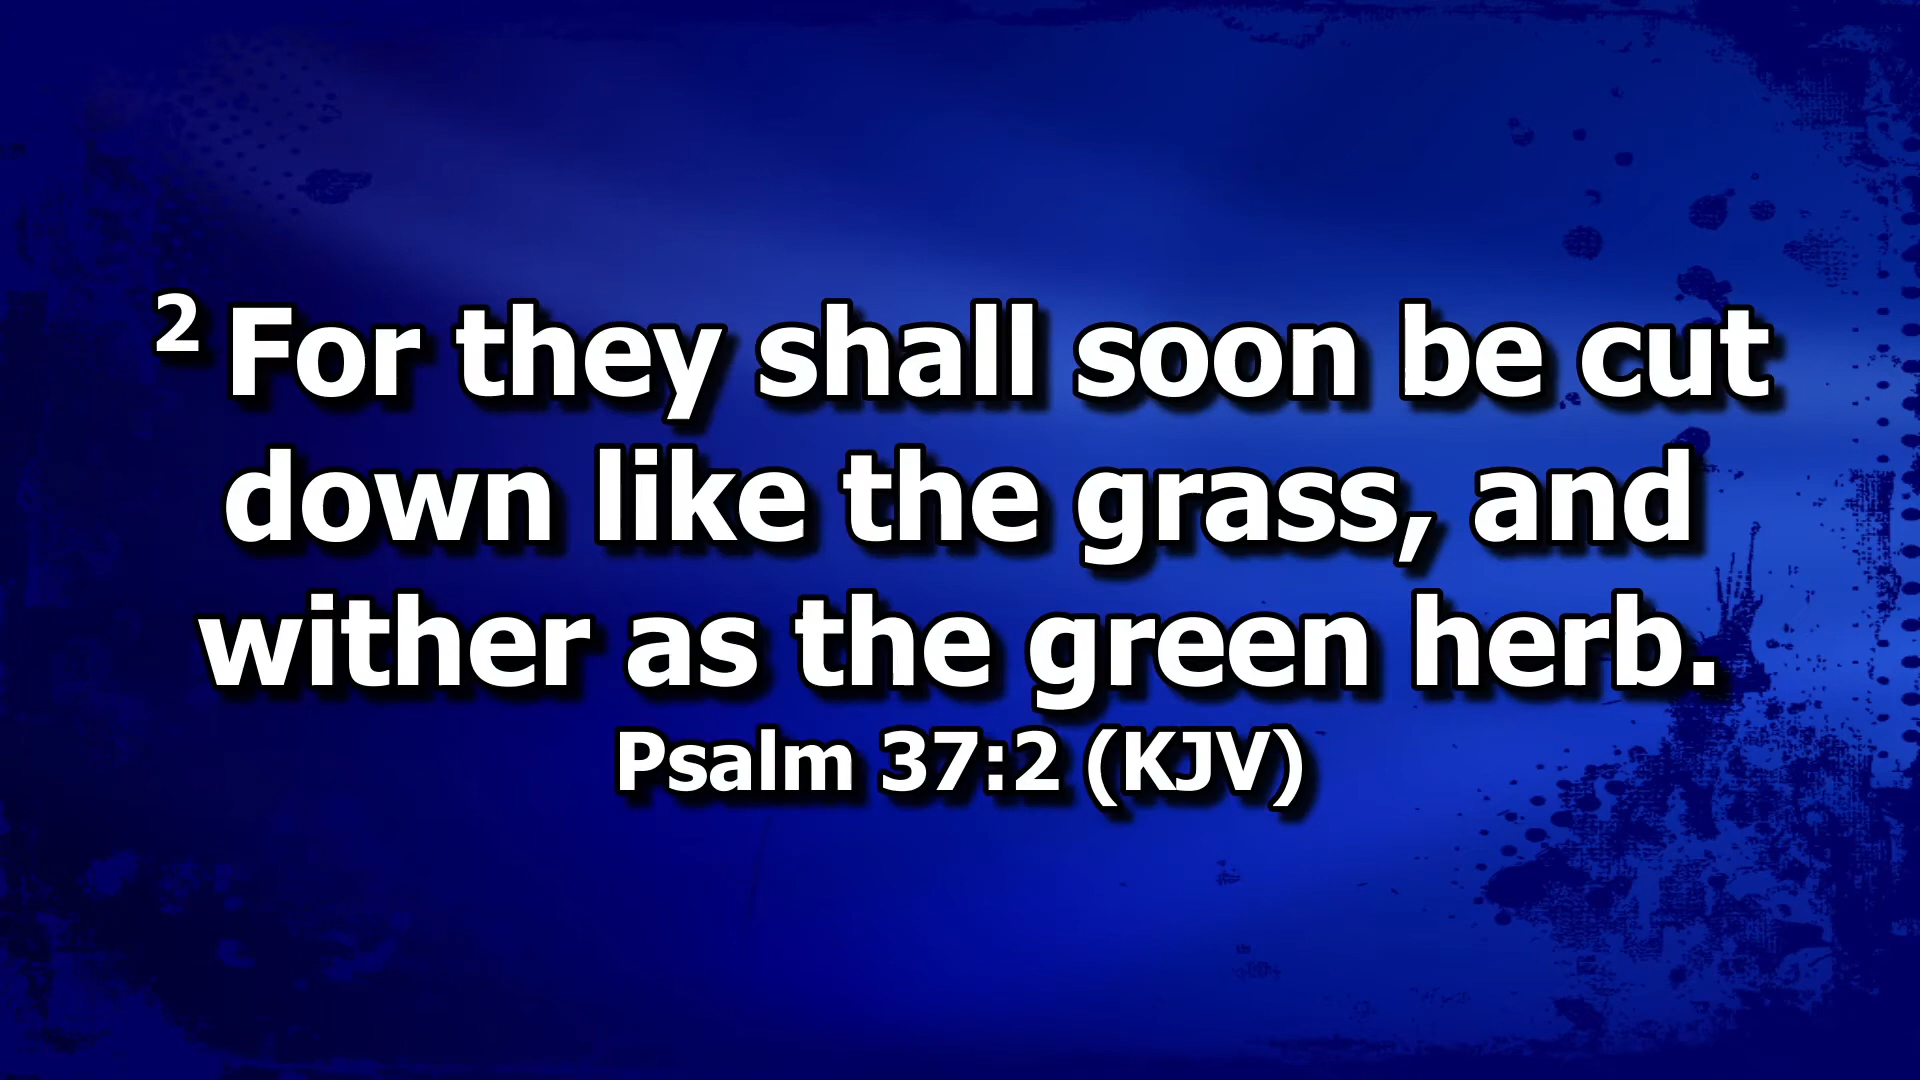 2 For they shall soon be cut
down like the grass, and
wither as the green herb.
Psalm 37:2 (KJV)